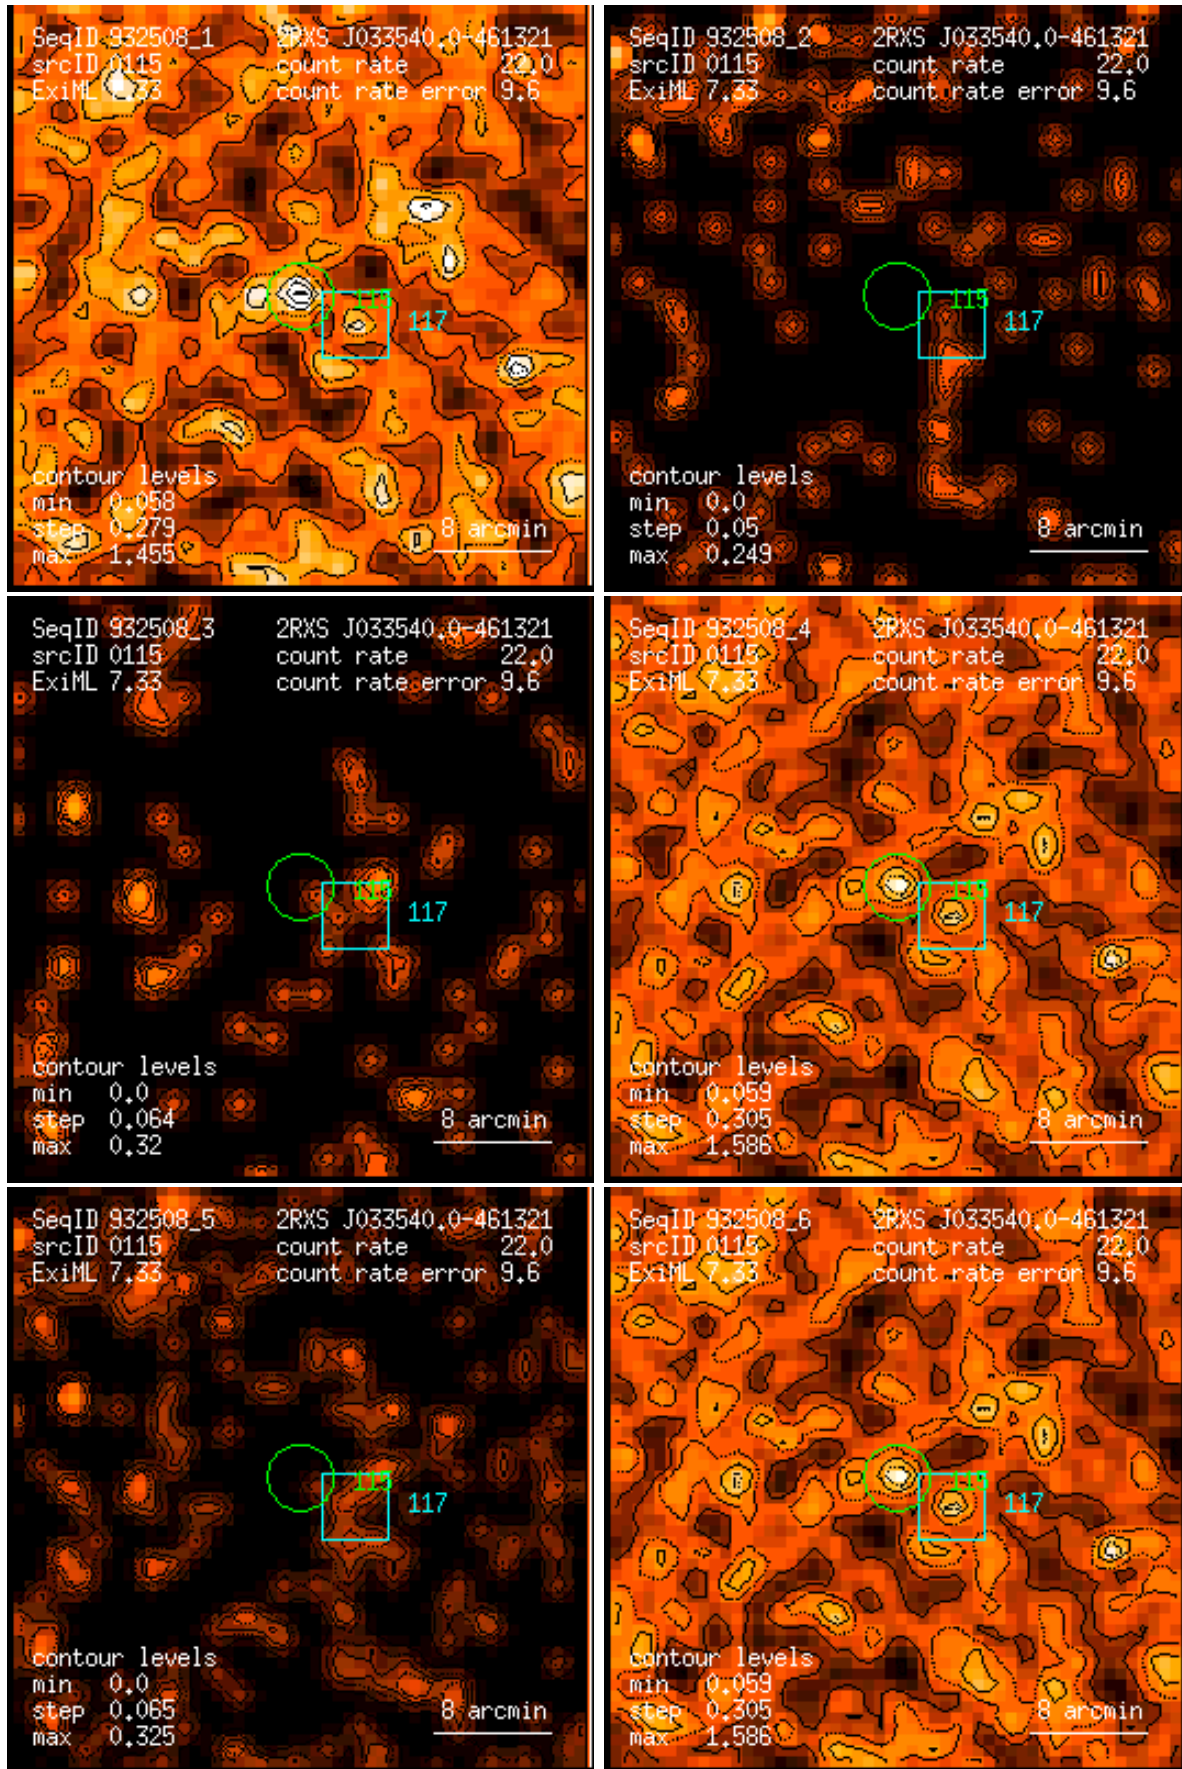 SeqID 932508_1 2RXS J033540.0-461321
srcID 0115 count rate 22.0
ExiML 7.33 count rate error 9.6
115
117
contour levels
min 0.058
step 0.279 8 arcmin
max 1.455
SeqID 932508_2 2RXS J033540.0-461321
srcID 0115 count rate 22.0
ExiML 7.33 count rate error 9.6
115
117
contour levels
min 0.0
step 0.05 8 arcmin
max 0.249
SeqID 932508_3 2RXS J033540.0-461321
srcID 0115 count rate 22.0
ExiML 7.33 count rate error 9.6
115
117
contour levels
min 0.0
step 0.064 8 arcmin
max 0.32
SeqID 932508_4 2RXS J033540.0-461321
srcID 0115 count rate 22.0
ExiML 7.33 count rate error 9.6
115
117
contour levels
min 0.059
step 0.305 8 arcmin
max 1.586
SeqID 932508_5 2RXS J033540.0-461321
srcID 0115 count rate 22.0
ExiML 7.33 count rate error 9.6
115
117
contour levels
min 0.0
step 0.065 8 arcmin
max 0.325
SeqID 932508_6 2RXS J033540.0-461321
srcID 0115 count rate 22.0
ExiML 7.33 count rate error 9.6
115
117
contour levels
min 0.059
step 0.305 8 arcmin
max 1.586